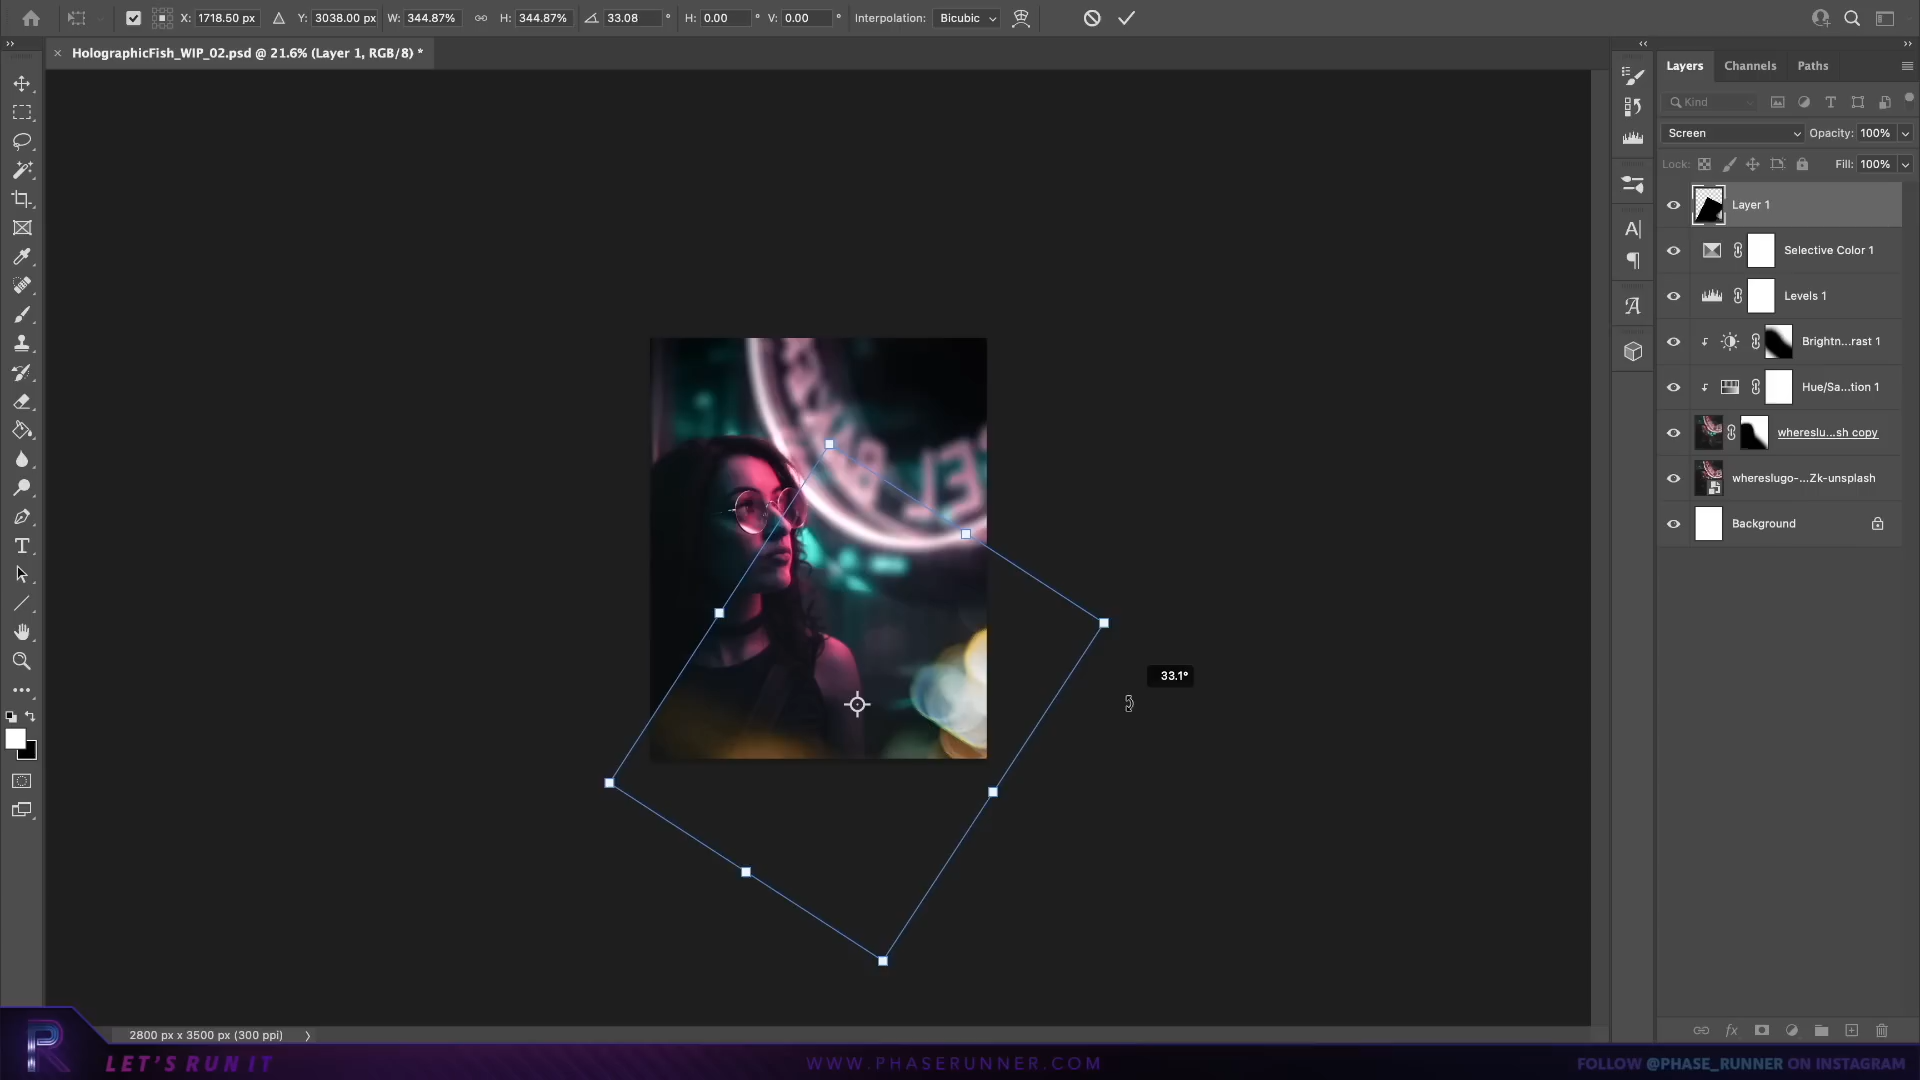 X: 1718.50 px Y: 3038.00 px W: 344.87% H: 344.87% 33.08 ° H: 0.00 ° V: 0.00 ° Interpolation: Bicubic
× HolographicFish_WIP_02.psd @ 21.6% (Layer 1, RGB/8) *
Layers Channels Paths
Kind
Screen Opacity: 100%
Lock: Fill: 100%
Layer 1
Selective Color 1
Levels 1
Brightn...rast 1
Hue/Sa...tion 1
whereslu...sh copy
whereslugo-...Zk-unsplash
Background
33.1°
2800 px x 3500 px (300 ppi)
R LET'S RUN IT WWW.PHASERUNNER.COM FOLLOW @PHASE_RUNNER ON INSTAGRAM